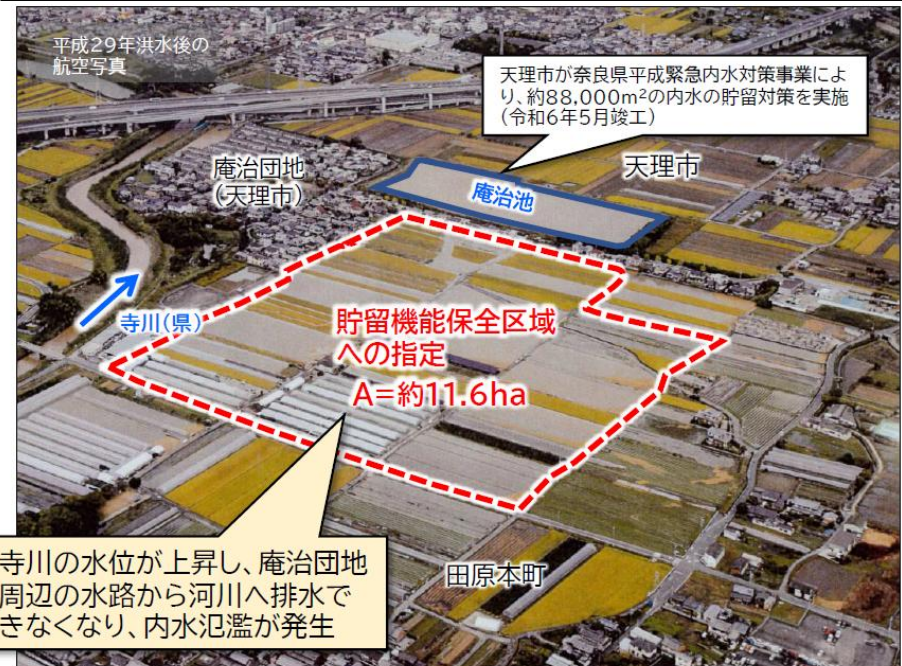 平成29年洪水後の
航空写真
天理市が奈良県平成緊急内水対策事業によ
り、約88,000m²の内水の貯留対策を実施
(令和6年5月竣工)
庵治団地
(天理市)
庵治池
天理市
寺川(県)
貯留機能保全区域
への指定
A=約11.6ha
寺川の水位が上昇し、庵治団地
周辺の水路から河川へ排水で
きなくなり、内水氾濫が発生
田原本町